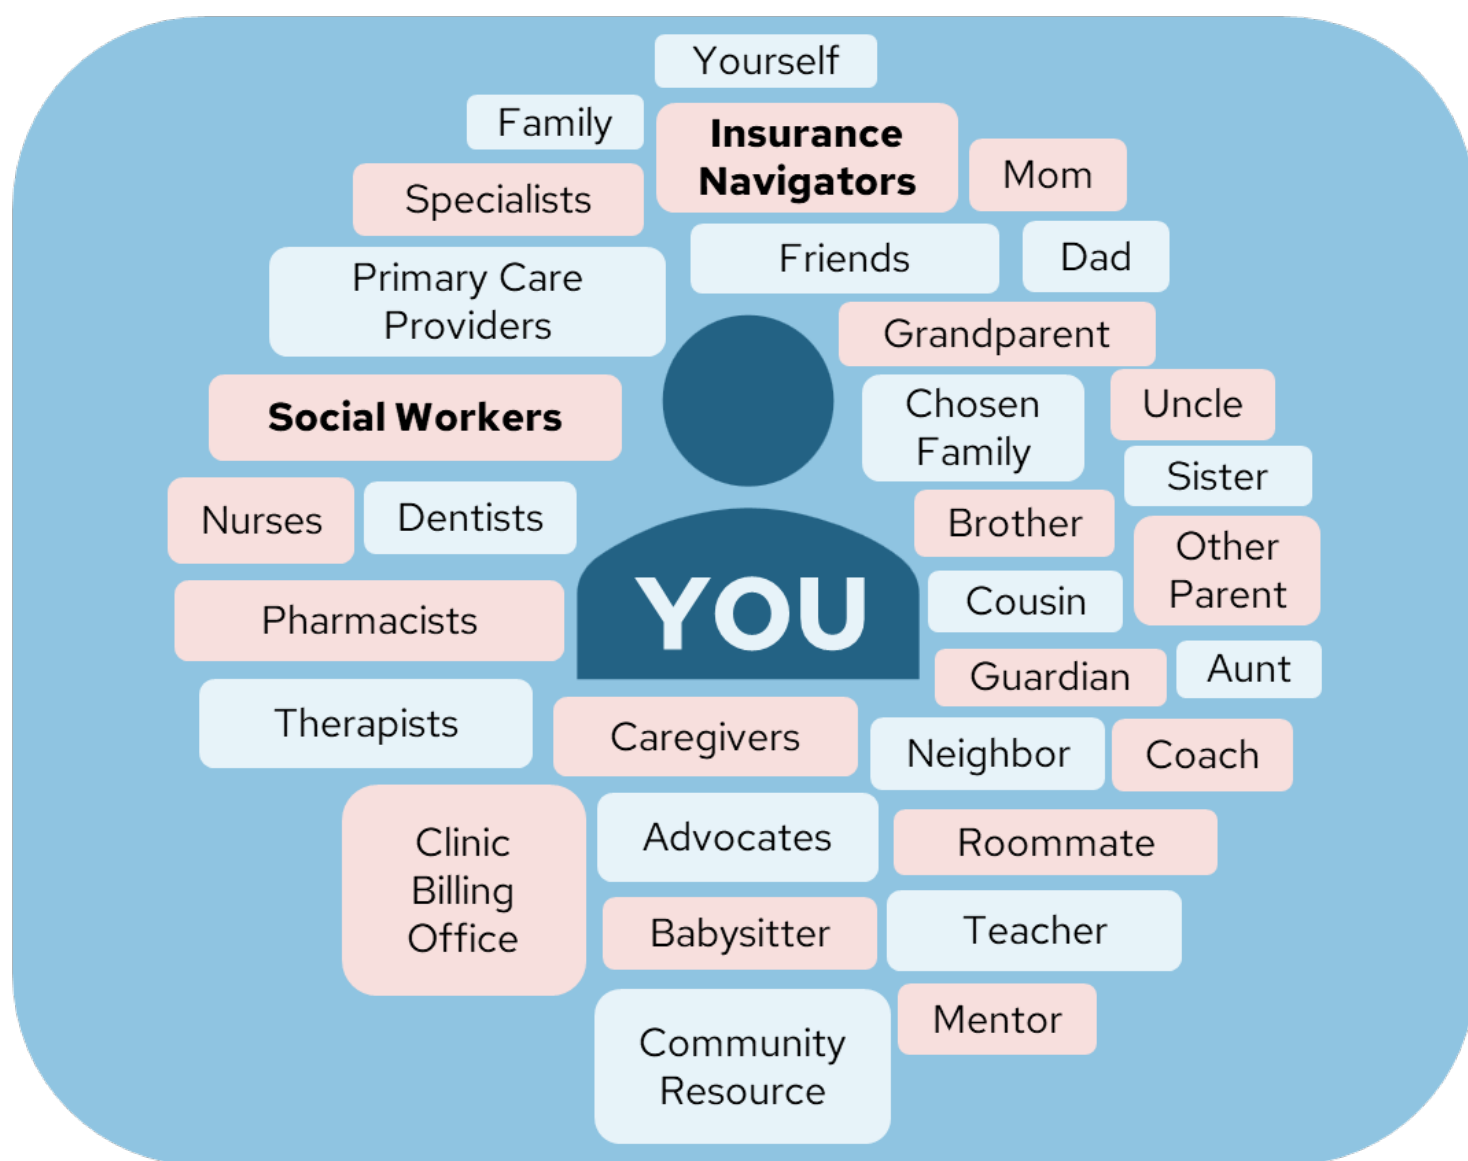 Yourself
Family
Insurance
Navigators
Mom
Specialists
Friends
Dad
Primary Care
Providers
Grandparent
Social Workers
Chosen
Family
Uncle
Sister
Nurses
Dentists
Brother
Other
Parent
YOU
Cousin
Pharmacists
Guardian
Aunt
Therapists
Caregivers
Neighbor
Coach
Clinic
Billing
Office
Advocates
Roommate
Babysitter
Teacher
Mentor
Community
Resource